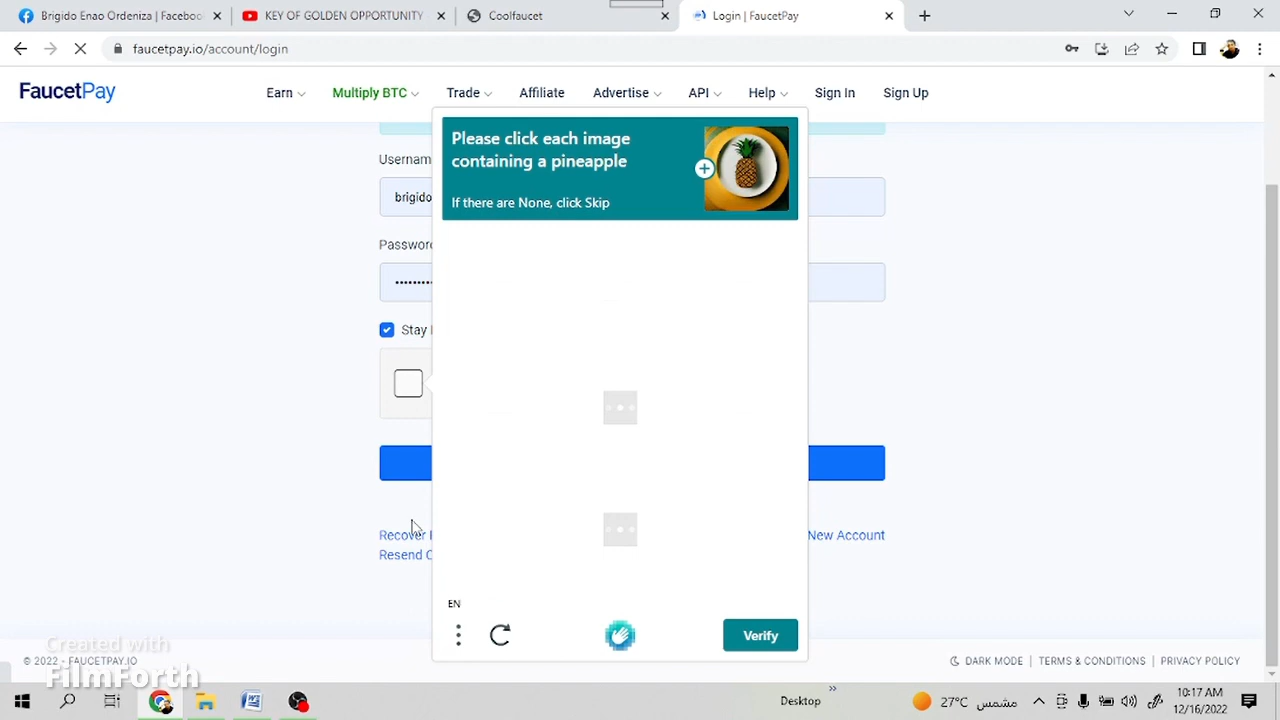 Brigido Enao Ordeniza | Facebo
KEY OF GOLDEN OPPORTUNITY
Coolfaucet
Login | FaucetPay
faucetpay.io/account/login
FaucetPay
Earn
Multiply BTC
Trade
Affiliate
Advertise
API
Help
Sign In
Sign Up
Please click each image
containing a pineapple
If there are None, click Skip
Usernam
brigido
Password
Stay
Recover
New Account
Resend
EN
Verify
Created with
FilmForth
© 2022 - FAUCETPAY.IO
DARK MODE | TERMS & CONDITIONS | PRIVACY POLICY
Desktop
27°C مشمس
10:17 AM
12/16/2022